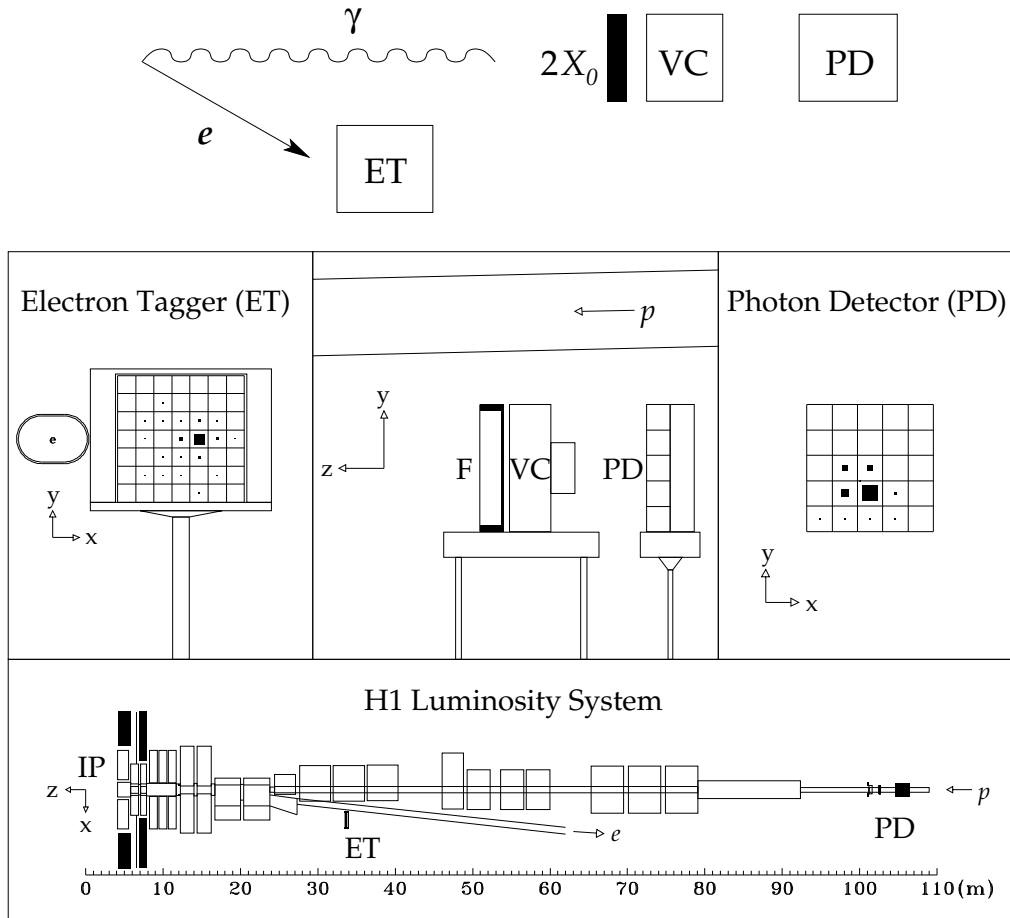 γ
2X₀ VC PD
e
ET
Electron Tagger (ET)
p
Photon Detector (PD)
e
y
x
y
z
F VC PD
y
x
H1 Luminosity System
IP
z
x
ET
e
PD
p
0 10 20 30 40 50 60 70 80 90 100 110 (m)